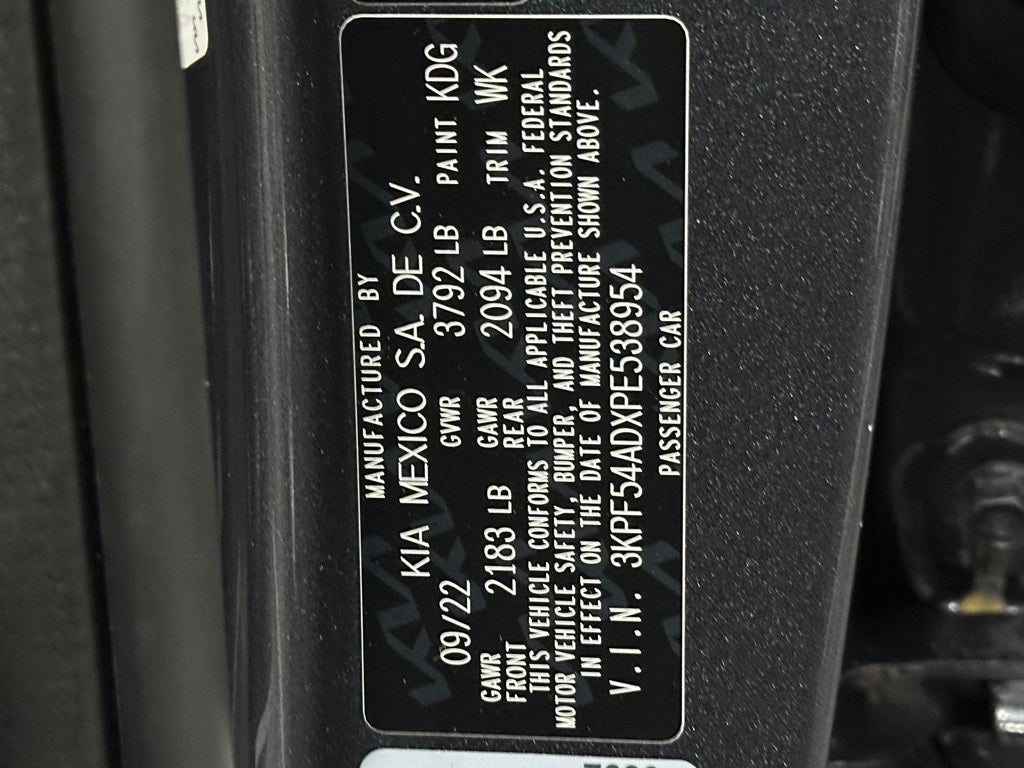 MANUFACTURED BY
KIA MEXICO S.A. DE C.V.
09/22 GVWR 3792 LB PAINT KDG
GAWR FRONT 2183 LB GAWR REAR 2094 LB TRIM WK
THIS VEHICLE CONFORMS TO ALL APPLICABLE U.S.A. FEDERAL
MOTOR VEHICLE SAFETY, BUMPER, AND THEFT PREVENTION STANDARDS
IN EFFECT ON THE DATE OF MANUFACTURE SHOWN ABOVE.
V.I.N. 3KPF54ADXPE538954
PASSENGER CAR